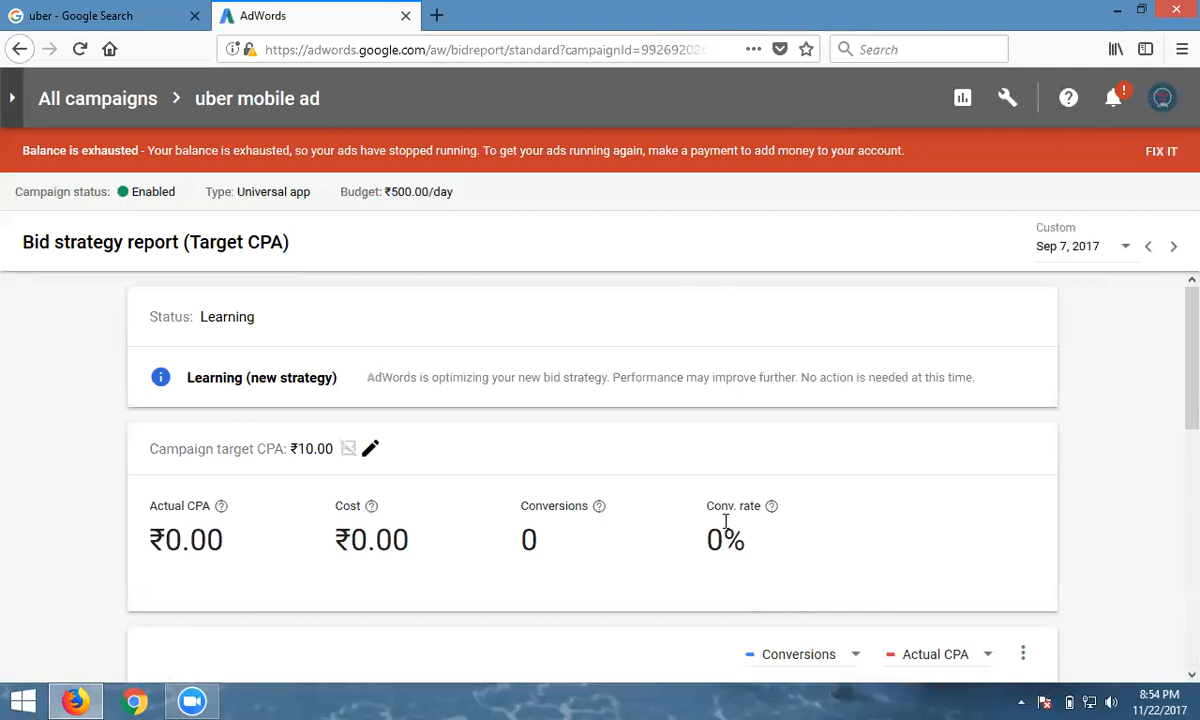 uber - Google Search
AdWords
https://adwords.google.com/aw/bidreport/standard?campaignId=99269202
Search
All campaigns > uber mobile ad
Balance is exhausted - Your balance is exhausted, so your ads have stopped running. To get your ads running again, make a payment to add money to your account.
FIX IT
Campaign status: Enabled Type: Universal app Budget: ₹500.00/day
Bid strategy report (Target CPA)
Custom
Sep 7, 2017
Status: Learning
Learning (new strategy) AdWords is optimizing your new bid strategy. Performance may improve further. No action is needed at this time.
Campaign target CPA: ₹10.00
Actual CPA Cost Conversions Conv. rate
₹0.00 ₹0.00 0 0%
Conversions Actual CPA
8:54 PM
11/22/2017